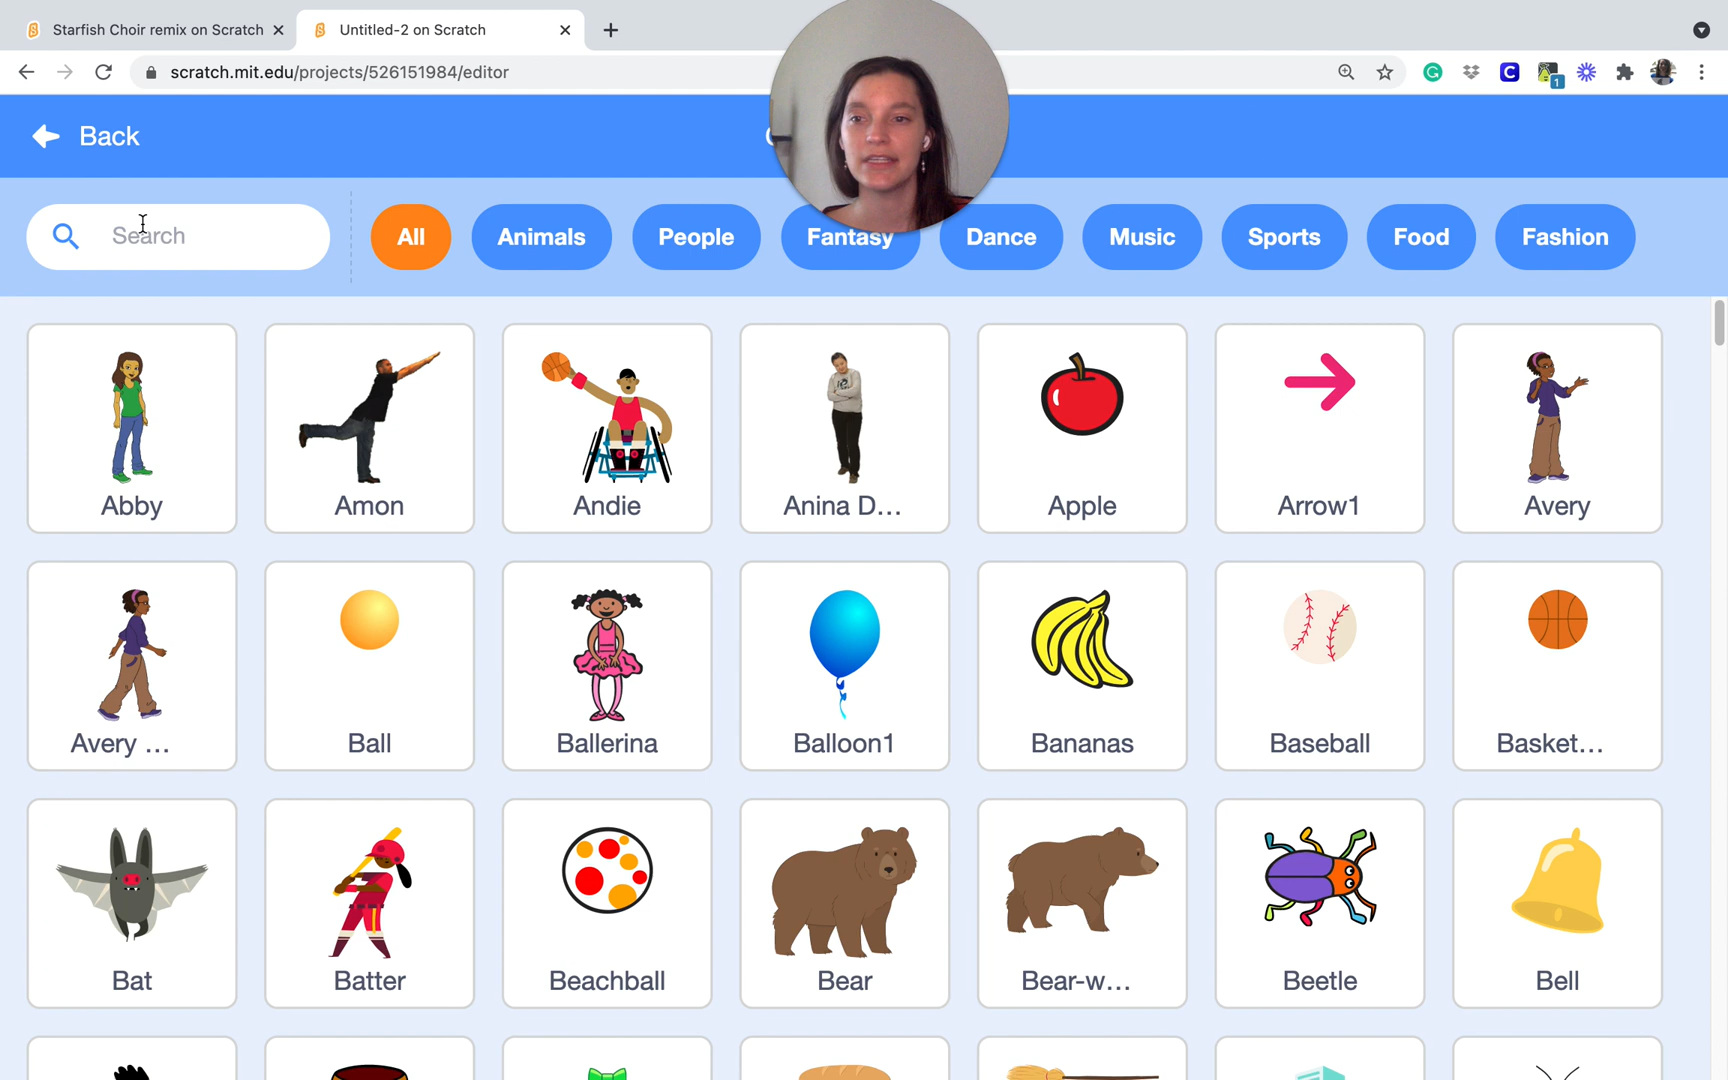 Starfish Choir remix on Scratch
Untitled-2 on Scratch
scratch.mit.edu/projects/526151984/editor
1
Back
Search
All
Animals
People
Fantasy
Dance
Music
Sports
Food
Fashion
Abby
Amon
Andie
Anina D...
Apple
Arrow1
Avery
Avery ...
Ball
Ballerina
Balloon1
Bananas
Baseball
Basket...
Bat
Batter
Beachball
Bear
Bear-w...
Beetle
Bell